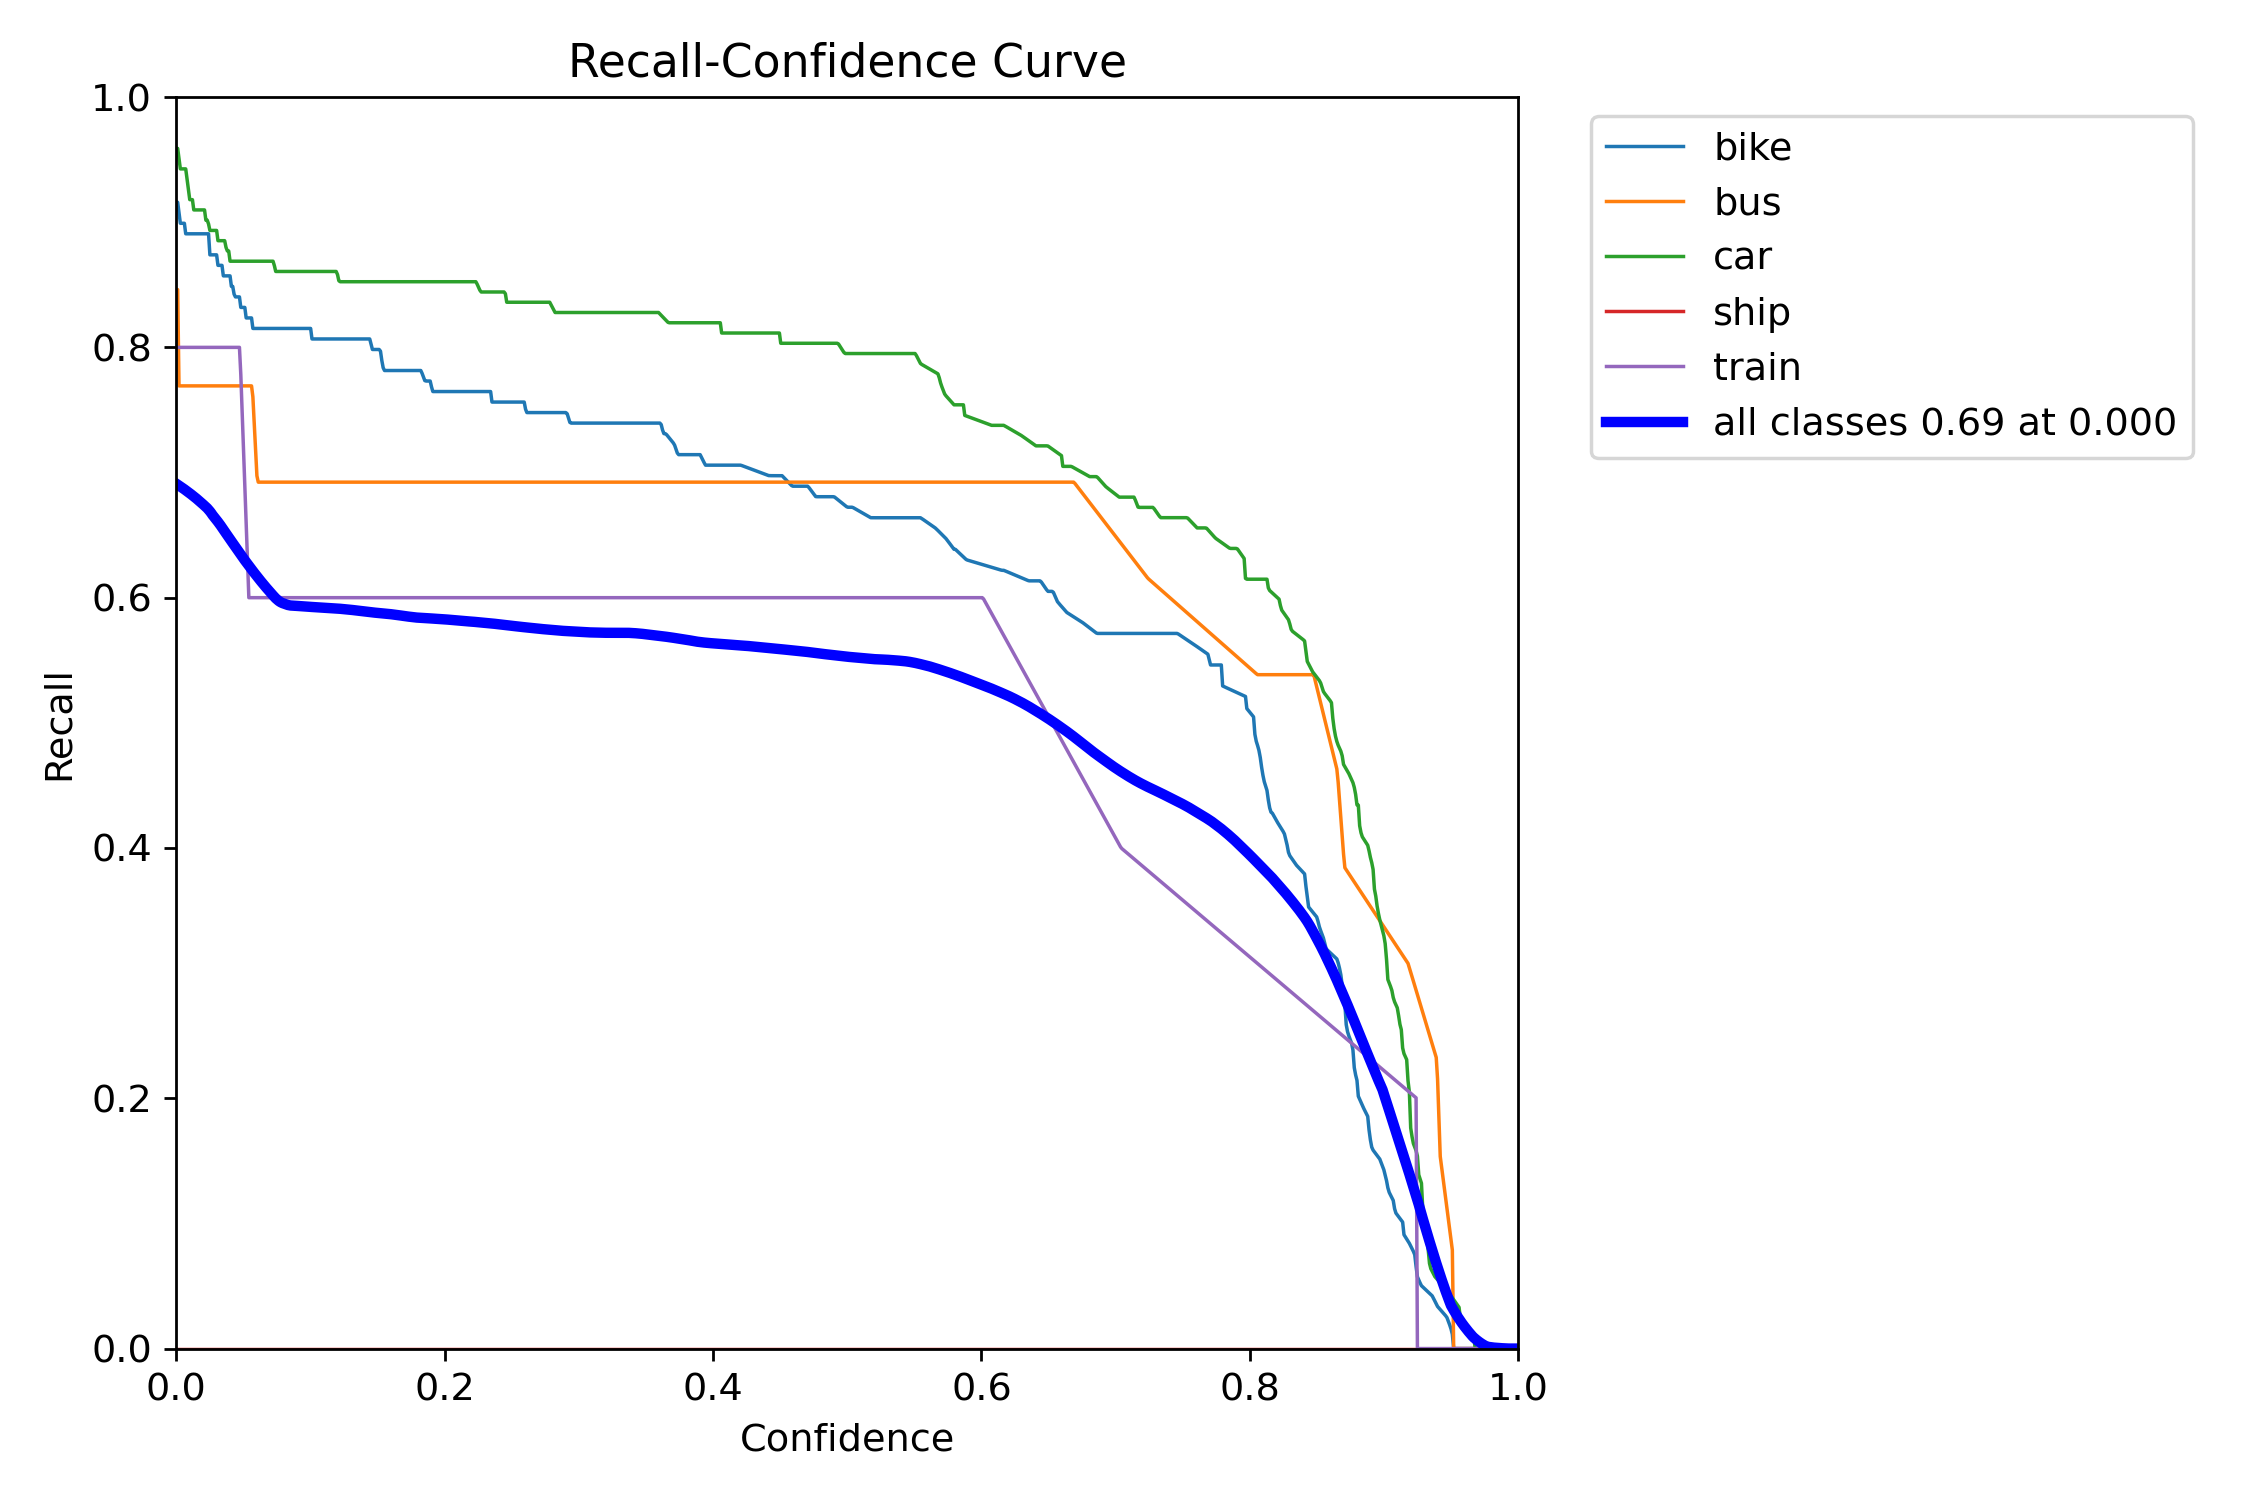 Recall-Confidence Curve
1.0
0.8
0.6
0.4
0.2
0.0
Recall
0.0 0.2 0.4 0.6 0.8 1.0
Confidence
bike
bus
car
ship
train
all classes 0.69 at 0.000